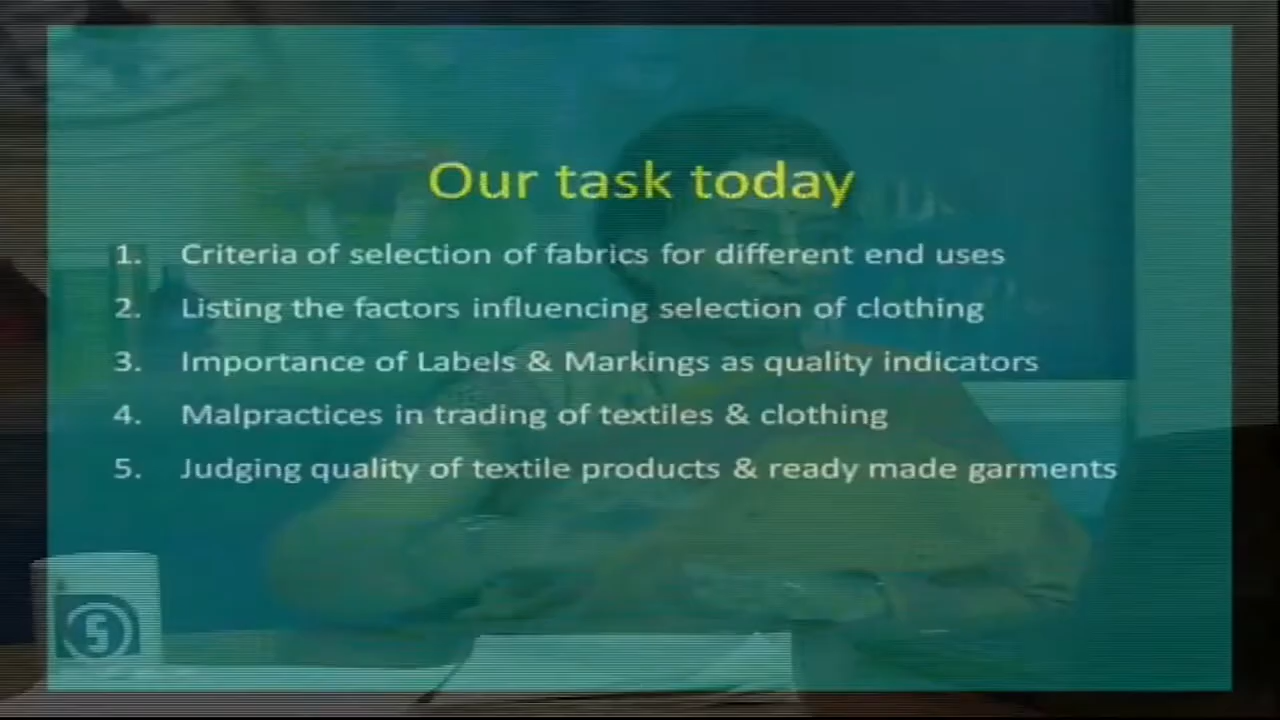 Our task today
1. Criteria of selection of fabrics for different end uses
2. Listing the factors influencing selection of clothing
3. Importance of Labels & Markings as quality indicators
4. Malpractices in trading of textiles & clothing
5. Judging quality of textile products & ready made garments